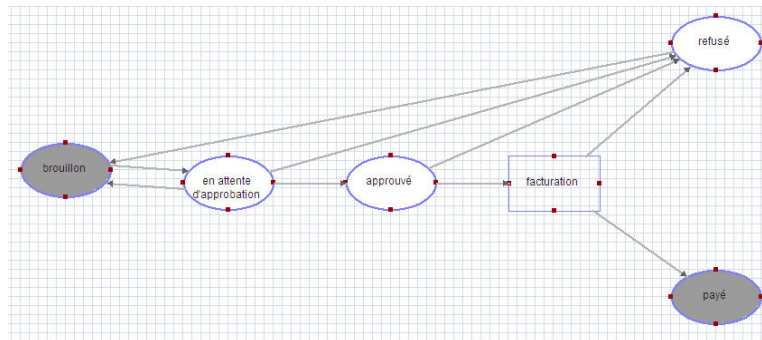 refusé
brouillon
en attente
d'approbation
approuvé
facturation
payé